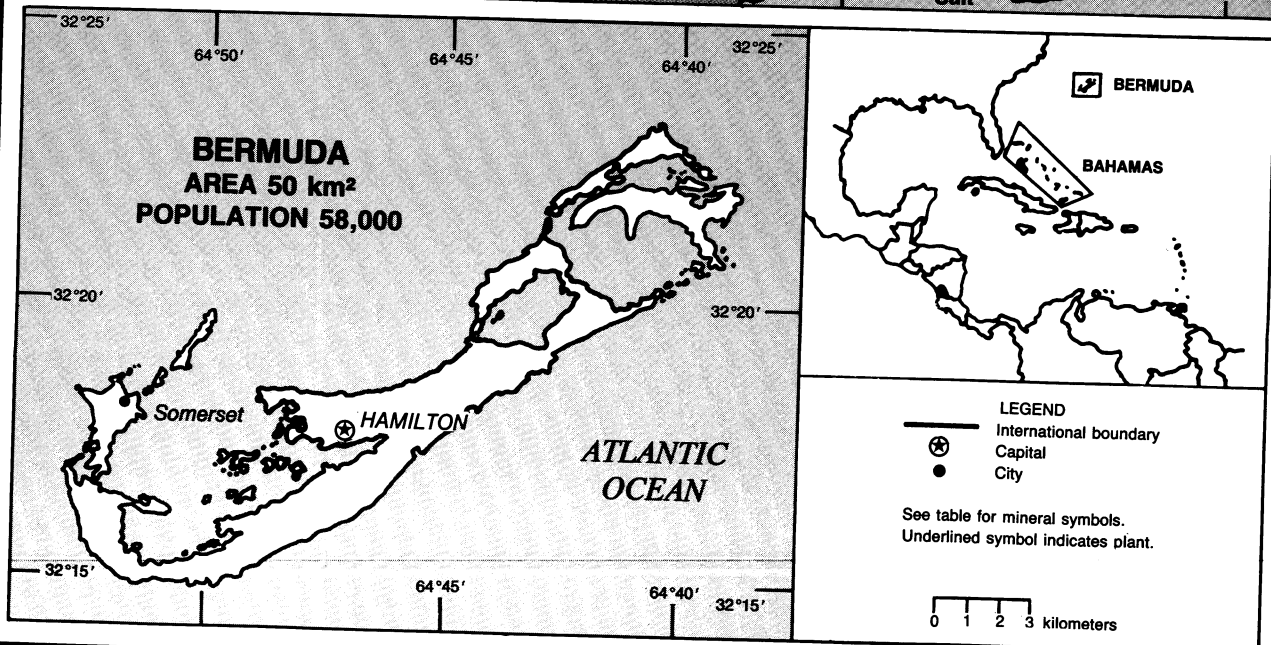 Salt
32°25′
64°50′
64°45′
64°40′
32°25′
BERMUDA
AREA 50 km²
POPULATION 58,000
32°20′
32°20′
Somerset
HAMILTON
ATLANTIC
OCEAN
32°15′
64°45′
64°40′
32°15′
BERMUDA
BAHAMAS
LEGEND
International boundary
Capital
City
See table for mineral symbols.
Underlined symbol indicates plant.
0 1 2 3 kilometers